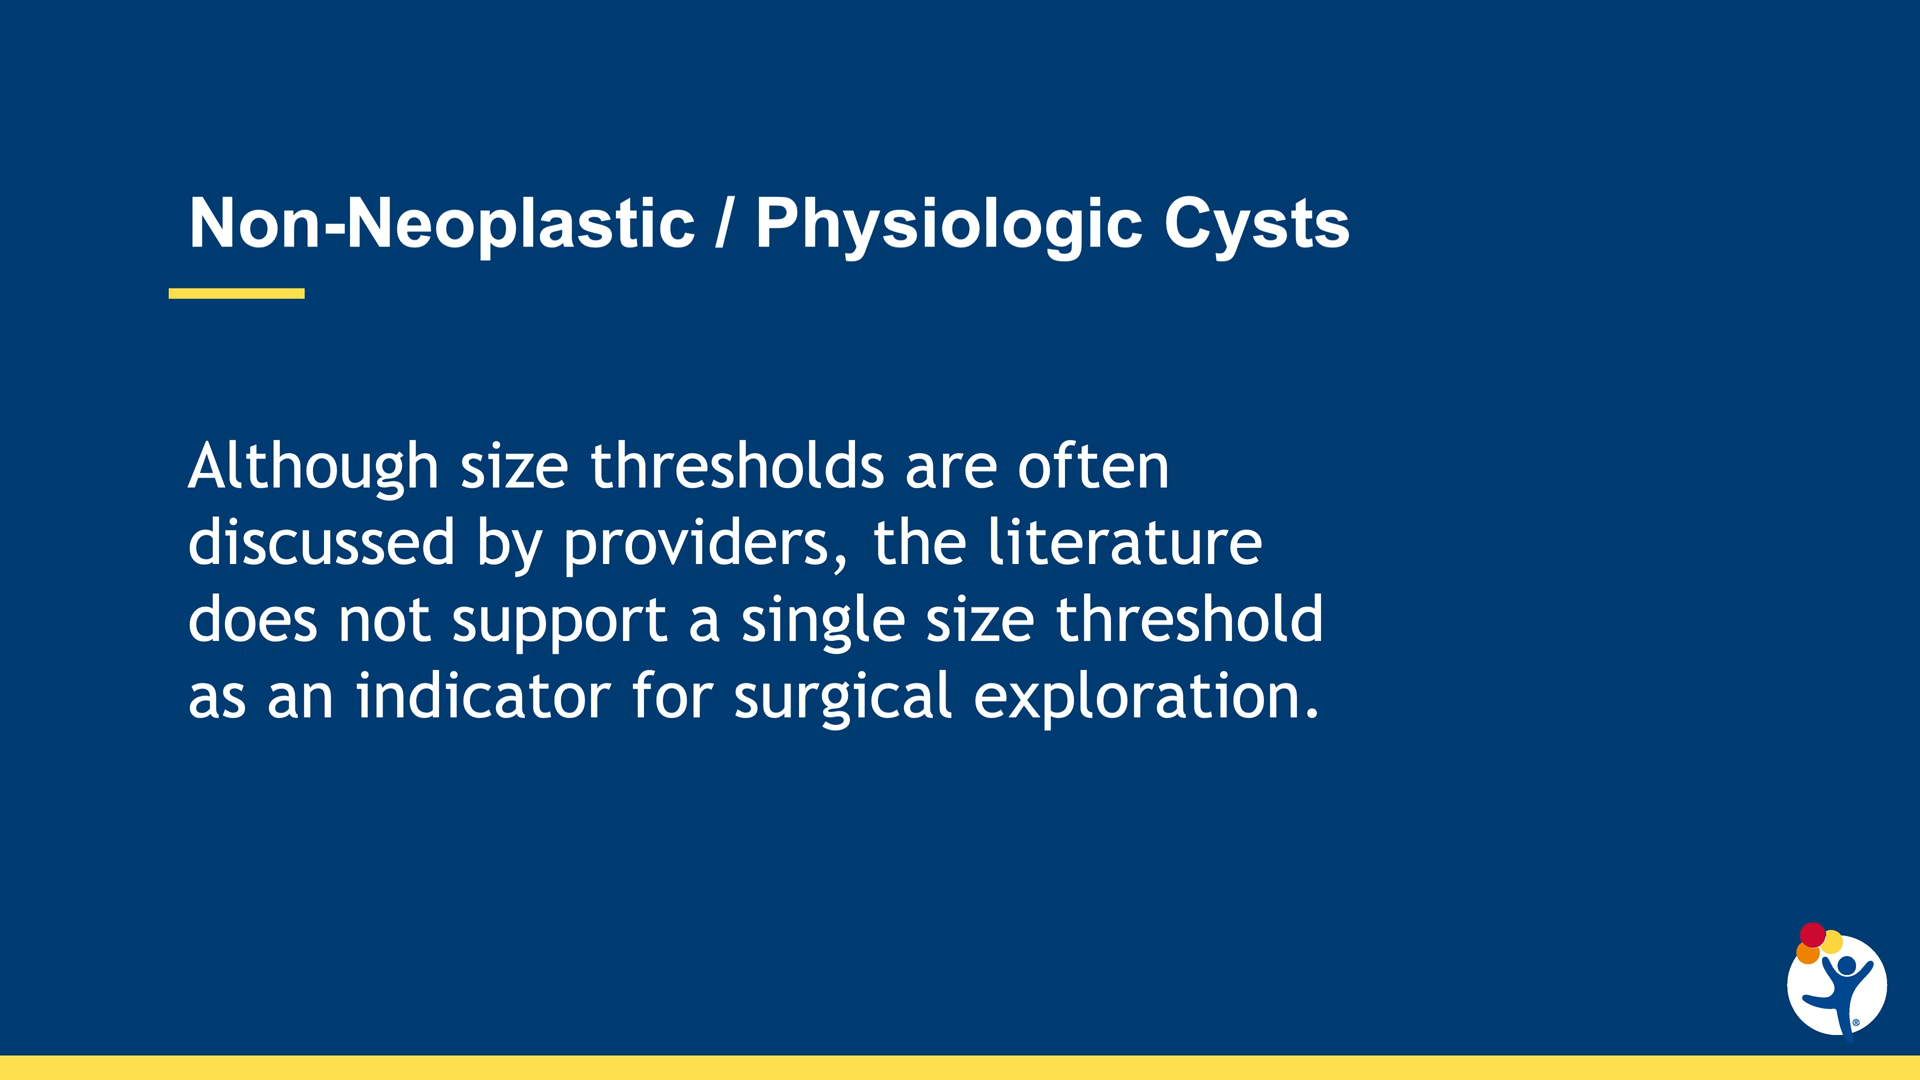 Non-Neoplastic / Physiologic Cysts
Although size thresholds are often
discussed by providers, the literature
does not support a single size threshold
as an indicator for surgical exploration.
®